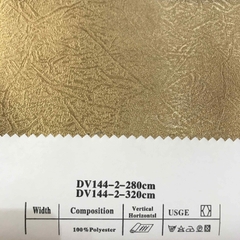 DV144-2-280cm
DV144-2-320cm
Width Composition Vertical Horizontal USGE
100%Polyester